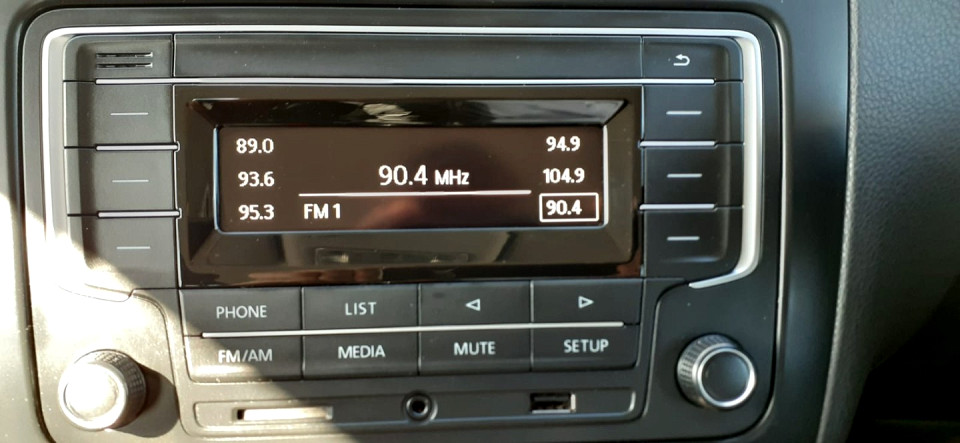 89.0
94.9
93.6
90.4 MHz
104.9
95.3
FM 1
90.4
PHONE
LIST
FM/AM
MEDIA
MUTE
SETUP